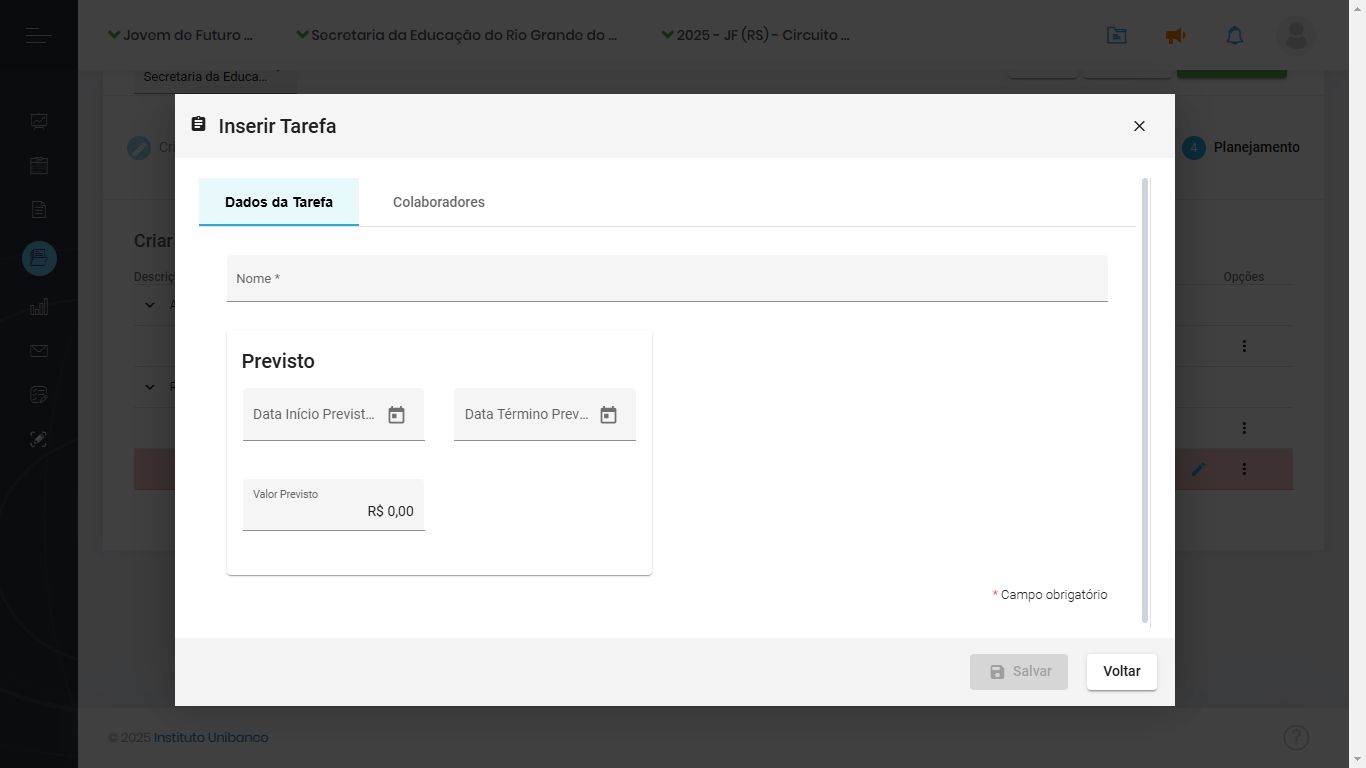 Jovem de Futuro ...
Secretaria da Educação do Rio Grande do ...
2025 - JF (RS) - Circuito ...
Secretaria da Educa...
Inserir Tarefa
4 Planejamento
Dados da Tarefa
Colaboradores
Criar
Nome *
Opções
Previsto
Data Início Previst...
Data Término Prev...
Valor Previsto
R$ 0,00
* Campo obrigatório
Salvar
Voltar
© 2025 Instituto Unibanco
?